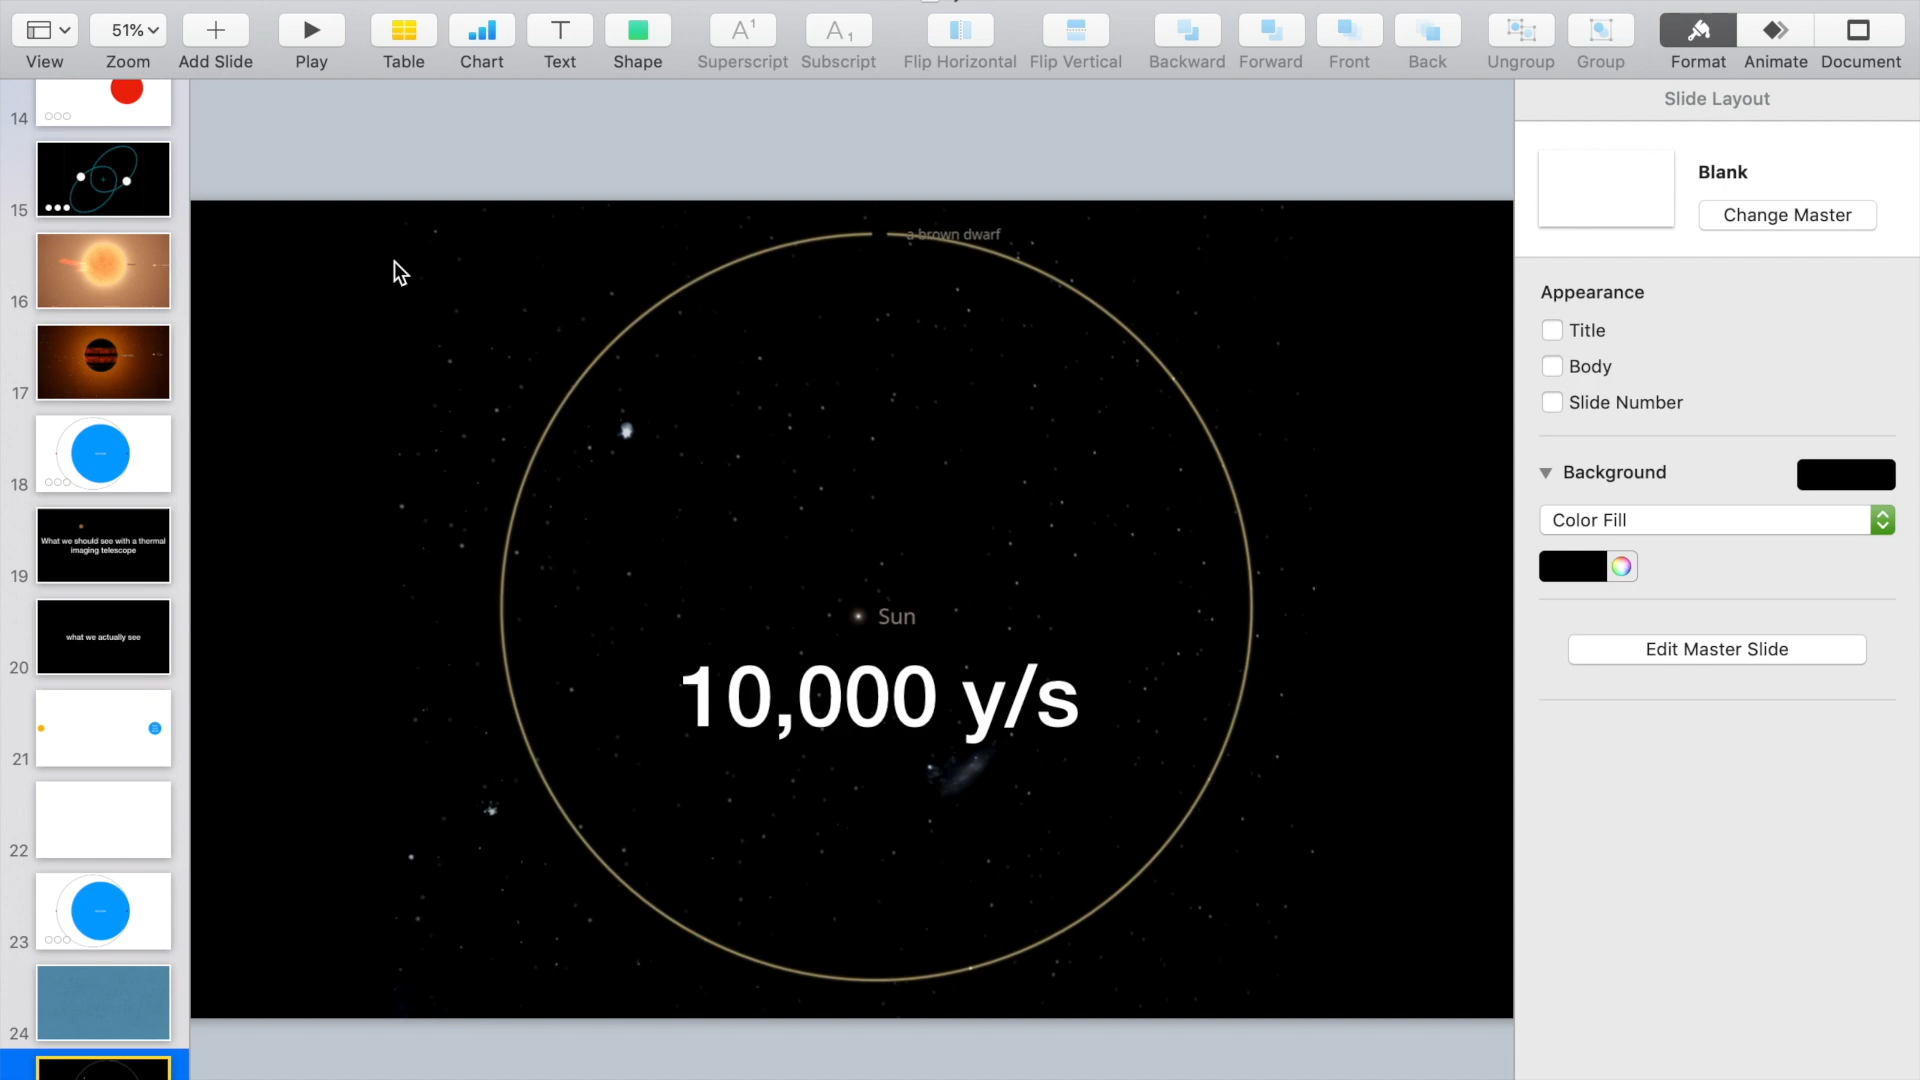 51%
View
Zoom
Add Slide
Play
Table
Chart
Text
Shape
Superscript
Subscript
Flip Horizontal
Flip Vertical
Backward
Forward
Front
Back
Ungroup
Group
Format
Animate
Document
14
15
16
17
18
19
What we should see with a thermal
imaging telescope
20
what we actually see
21
22
23
24
a brown dwarf
Sun
10,000 y/s
Slide Layout
Blank
Change Master
Appearance
Title
Body
Slide Number
Background
Color Fill
Edit Master Slide